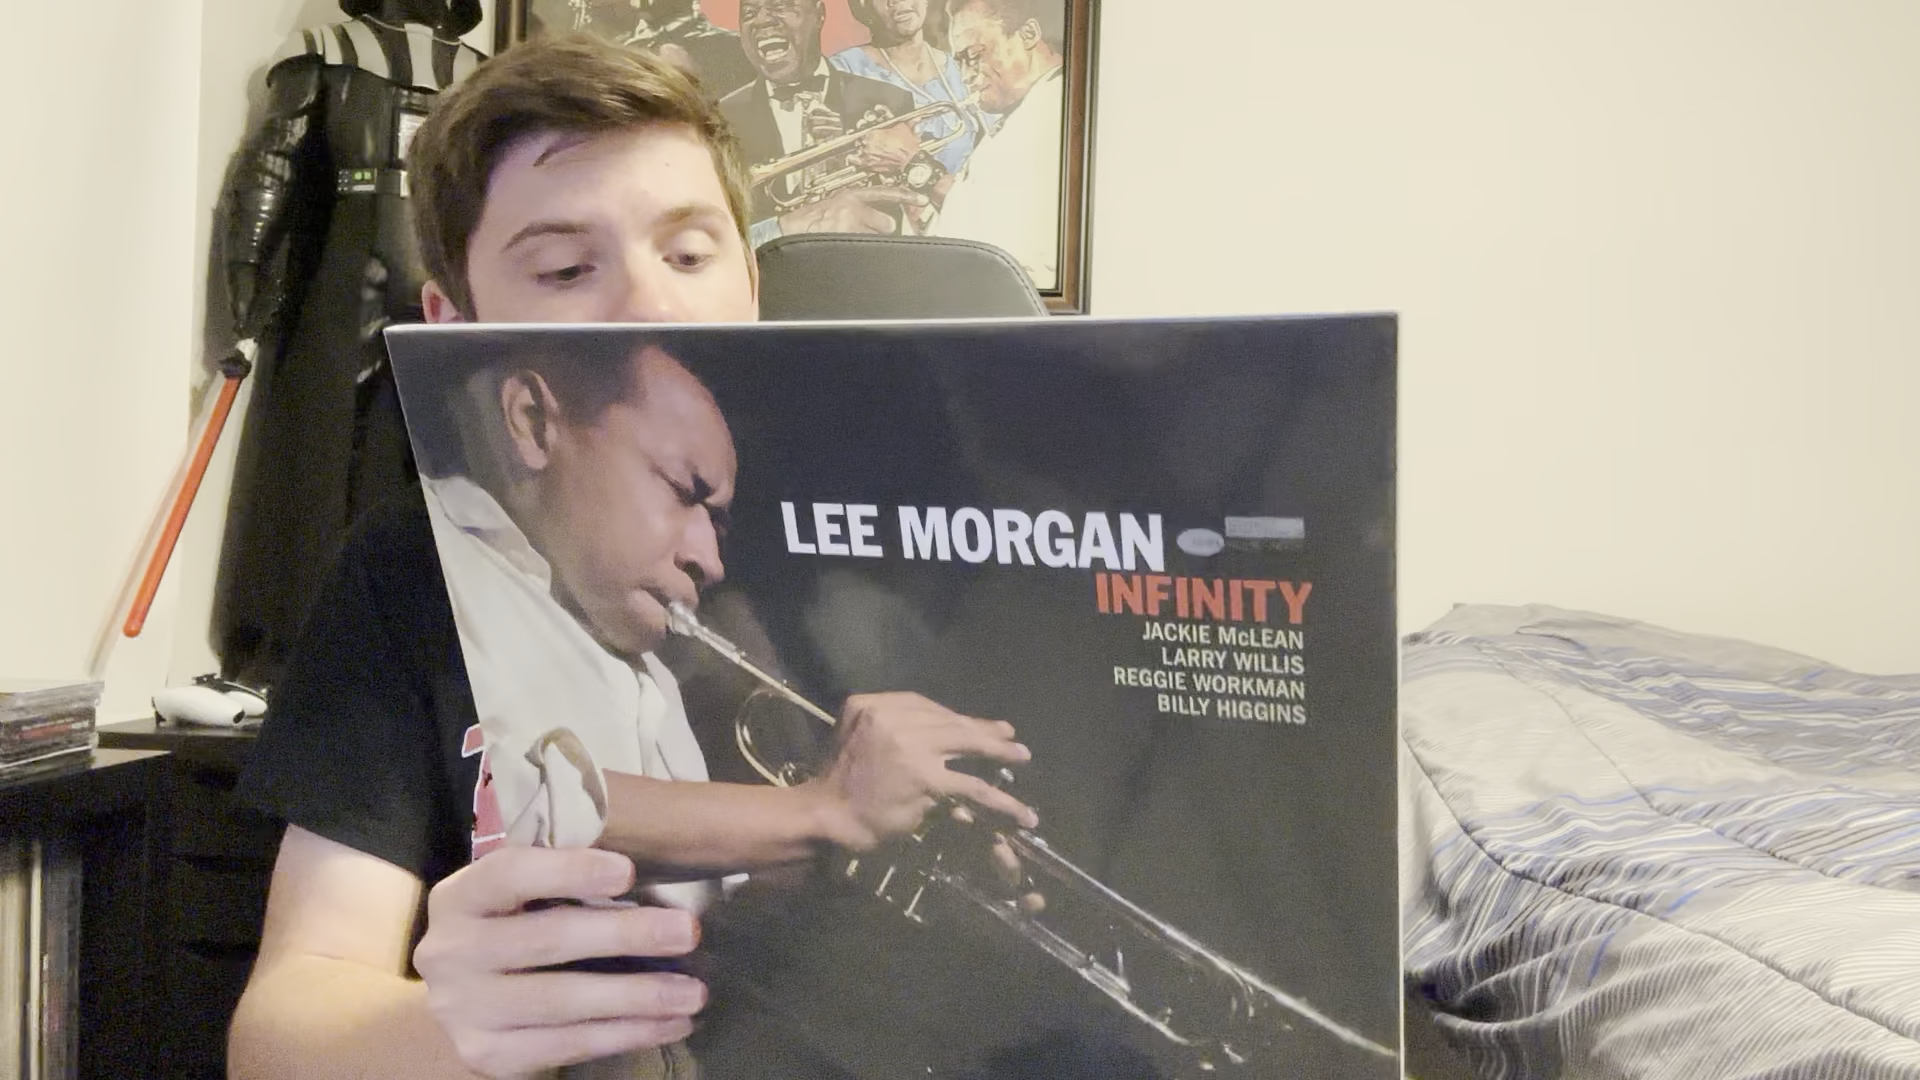 LEE MORGAN
INFINITY
JACKIE McLEAN
LARRY WILLIS
REGGIE WORKMAN
BILLY HIGGINS